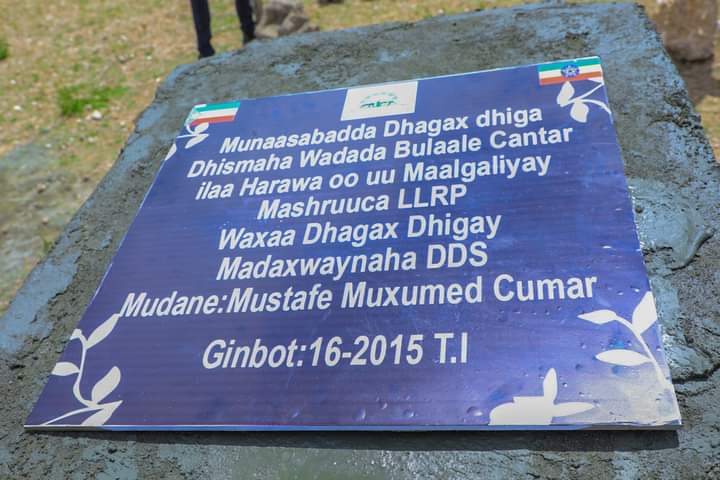 Munaasabadda Dhagax dhiga
Dhismaha Wadada Bulaale Cantar
ilaa Harawa oo uu Maalgaliyay
Mashruuca LLRP
Waxaa Dhagax Dhigay
Madaxwaynaha DDS
Mudane:Mustafe Muxumed Cumar
Ginbot:16-2015 T.I